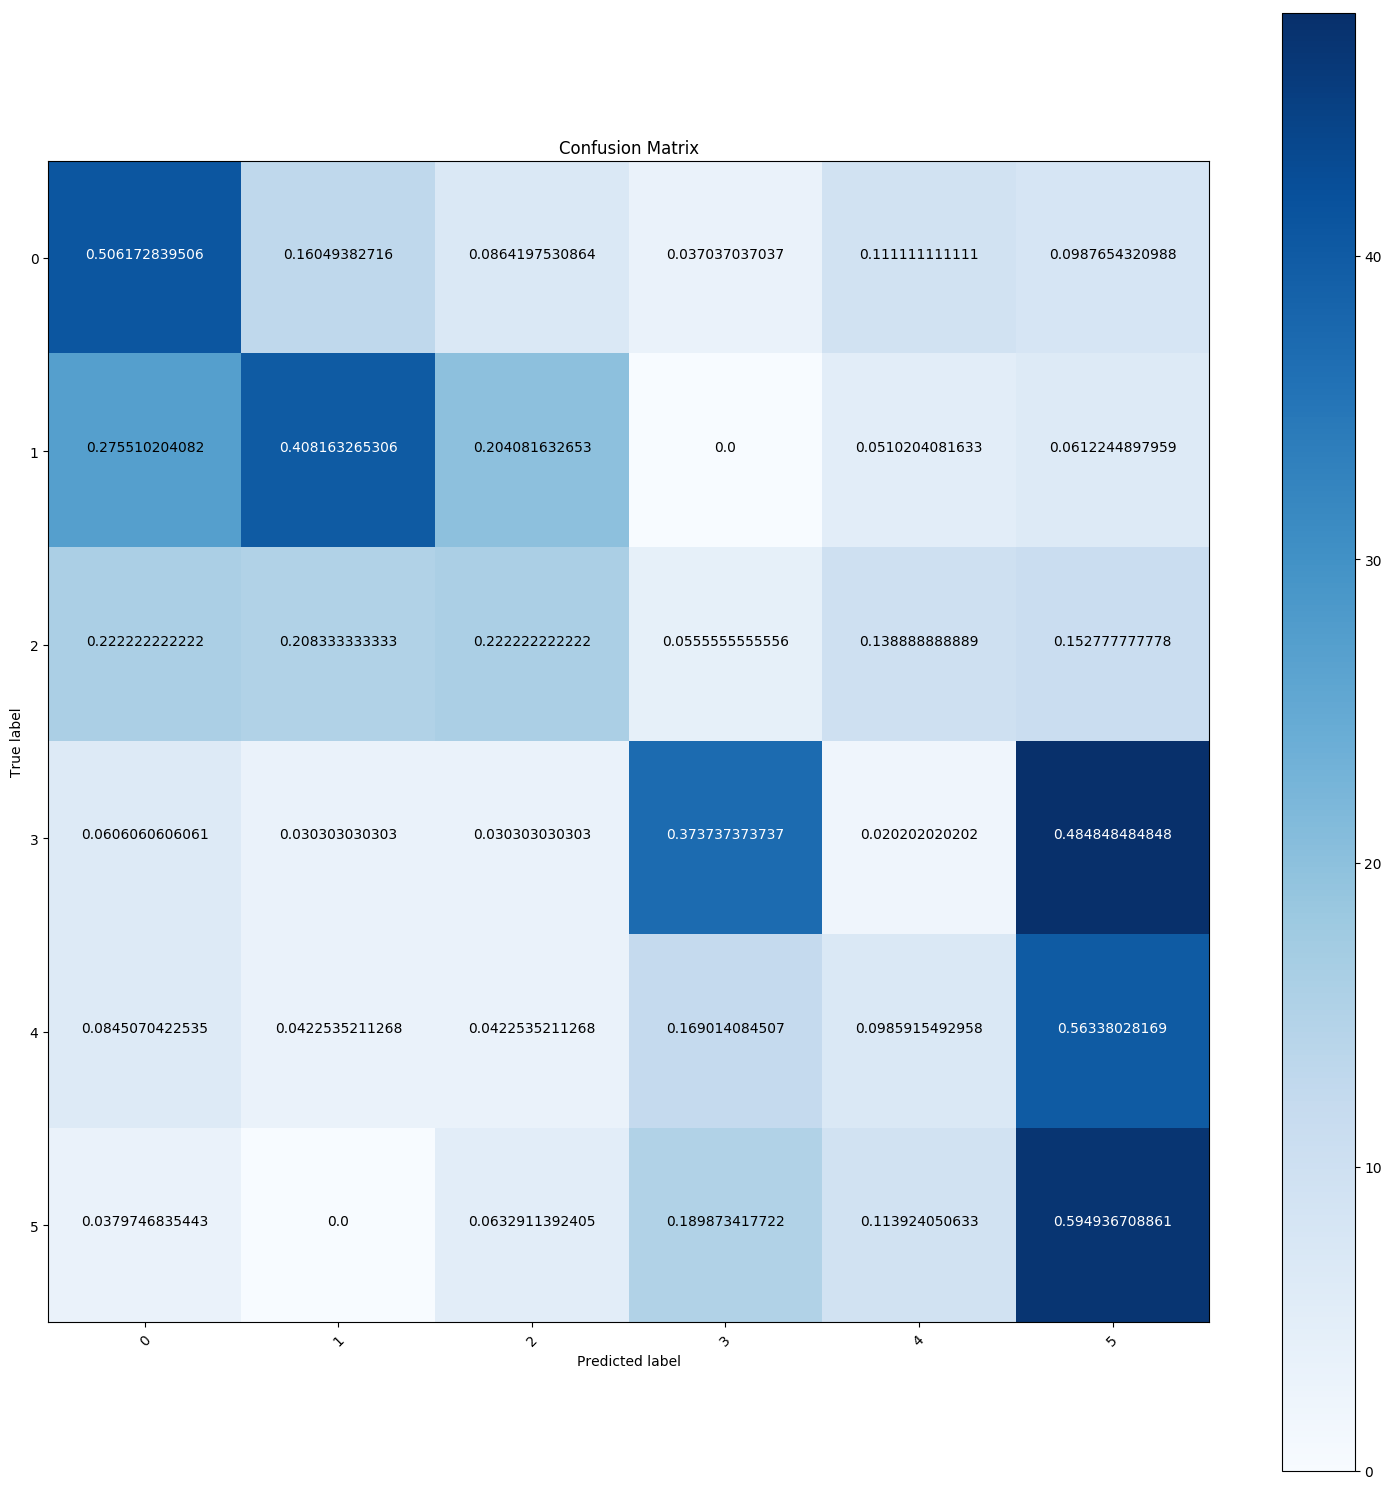 Confusion Matrix
0 0.506172839506 0.16049382716 0.0864197530864 0.037037037037 0.111111111111 0.0987654320988
1 0.275510204082 0.408163265306 0.204081632653 0.0 0.0510204081633 0.0612244897959
2 0.222222222222 0.208333333333 0.222222222222 0.0555555555556 0.138888888889 0.152777777778
3 0.0606060606061 0.030303030303 0.030303030303 0.373737373737 0.020202020202 0.484848484848
4 0.0845070422535 0.0422535211268 0.0422535211268 0.169014084507 0.0985915492958 0.56338028169
5 0.0379746835443 0.0 0.0632911392405 0.189873417722 0.113924050633 0.594936708861
0 1 2 3 4 5
Predicted label
True label
40
30
20
10
0